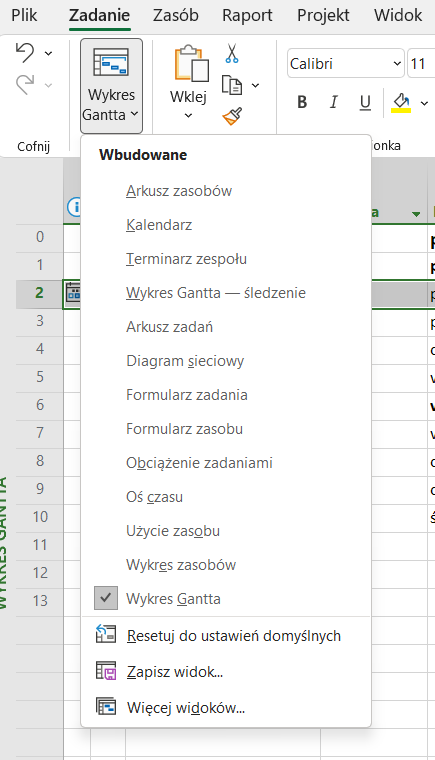 Plik Zadanie Zasób Raport Projekt Widok
Calibri 11
Wykres Gantta
Wklej
B I U
Cofnij
Wbudowane
Arkusz zasobów
Kalendarz
Terminarz zespołu
Wykres Gantta — śledzenie
Arkusz zadań
Diagram sieciowy
Formularz zadania
Formularz zasobu
Obciążenie zadaniami
Oś czasu
Użycie zasobu
Wykres zasobów
Wykres Gantta
Resetuj do ustawień domyślnych
Zapisz widok...
Więcej widoków...
0
1
2
3
4
5
6
7
8
9
10
11
12
13
WYKRES GANTTA